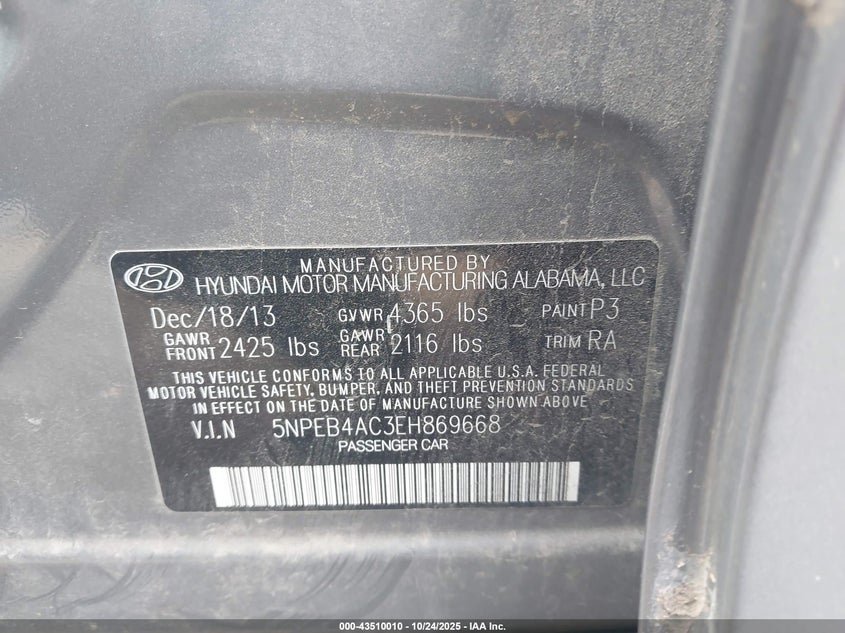 MANUFACTURED BY
HYUNDAI MOTOR MANUFACTURING ALABAMA, LLC
Dec/18/13 GVWR 4365 lbs PAINT P3
GAWR FRONT 2425 lbs GAWR REAR 2116 lbs TRIM RA
THIS VEHICLE CONFORMS TO ALL APPLICABLE U.S.A. FEDERAL
MOTOR VEHICLE SAFETY, BUMPER, AND THEFT PREVENTION STANDARDS
IN EFFECT ON THE DATE OF MANUFACTURE SHOWN ABOVE.
V.I.N 5NPEB4AC3EH869668
PASSENGER CAR
000-43510010 - 10/24/2025 - IAA Inc.